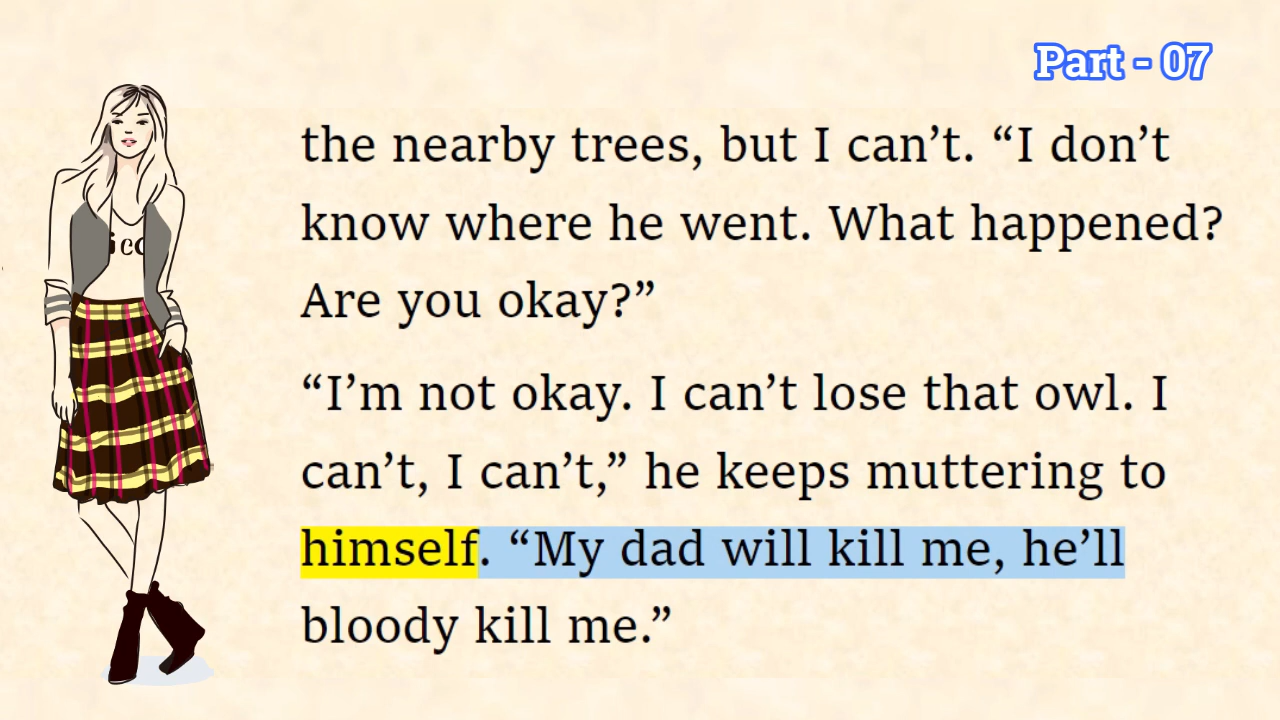 Part - 07
the nearby trees, but I can’t. “I don’t
know where he went. What happened?
Are you okay?”
“I’m not okay. I can’t lose that owl. I
can’t, I can’t,” he keeps muttering to
himself. “My dad will kill me, he’ll
bloody kill me.”